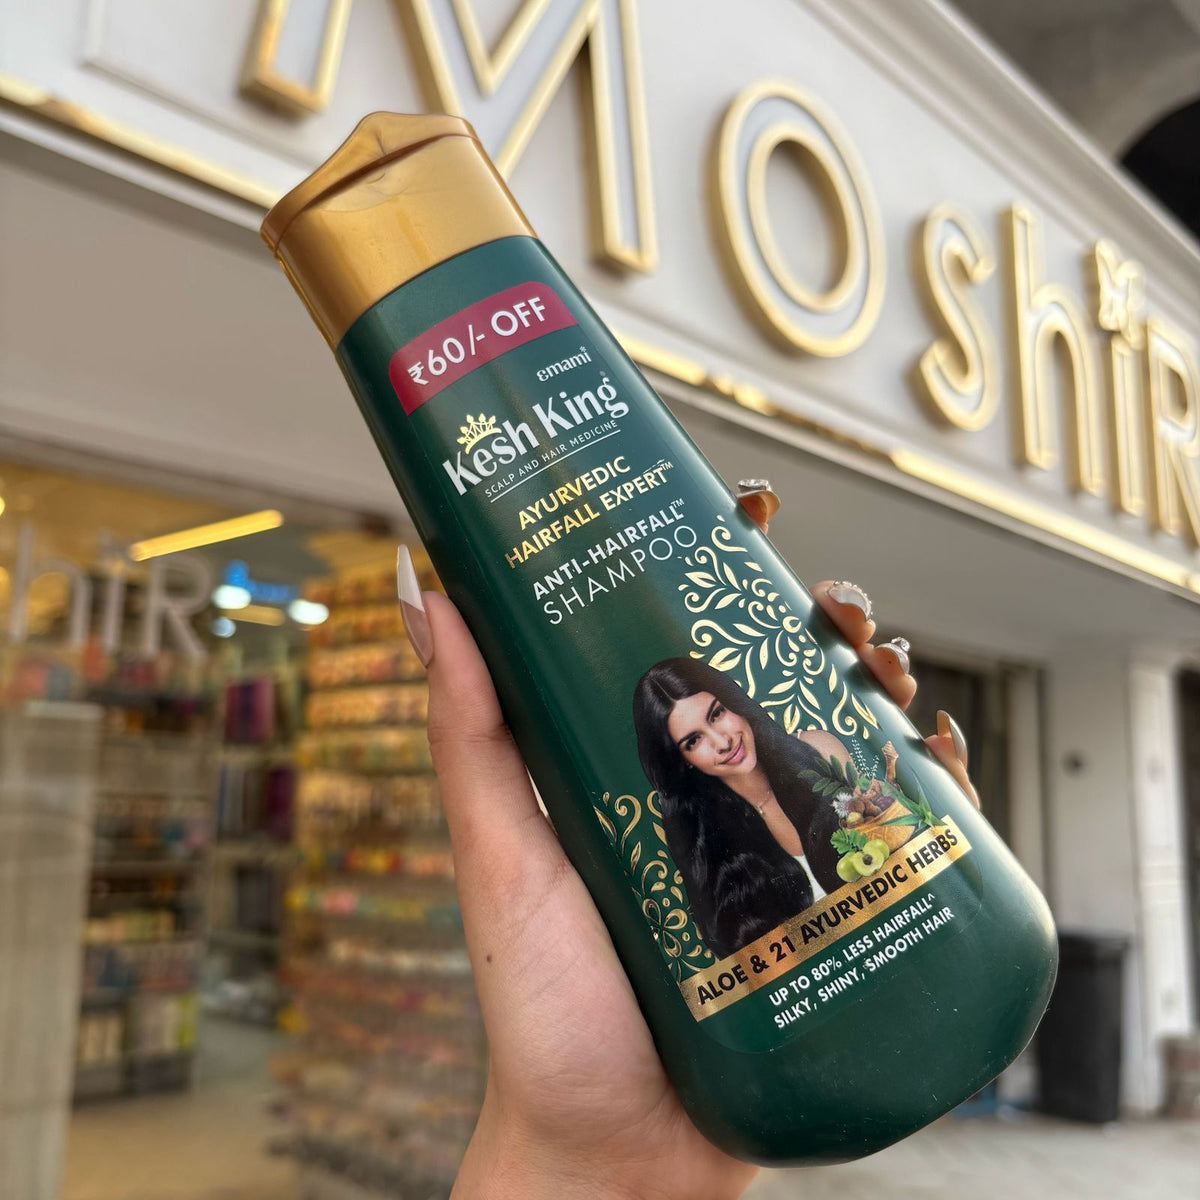 MoshiR
hiR
₹60/- OFF
emami*
Kesh King®
SCALP AND HAIR MEDICINE
AYURVEDIC
HAIRFALL EXPERT™
ANTI-HAIRFALL™
SHAMPOO
ALOE & 21 AYURVEDIC HERBS
UP TO 80% LESS HAIRFALL^
SILKY, SHINY, SMOOTH HAIR